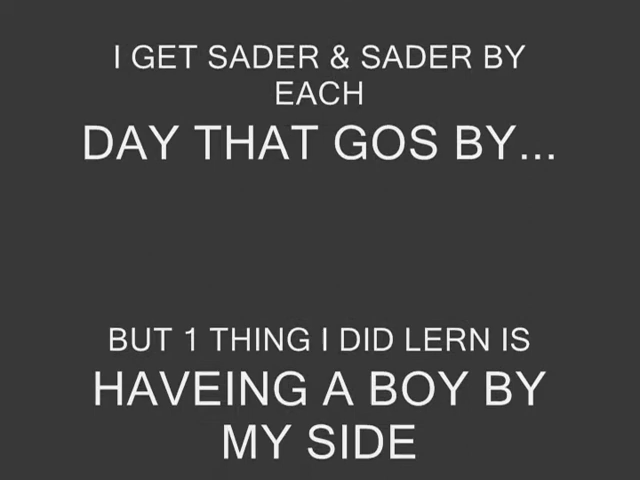 I GET SADER & SADER BY
EACH
DAY THAT GOS BY...
BUT 1 THING I DID LERN IS
HAVEING A BOY BY
MY SIDE